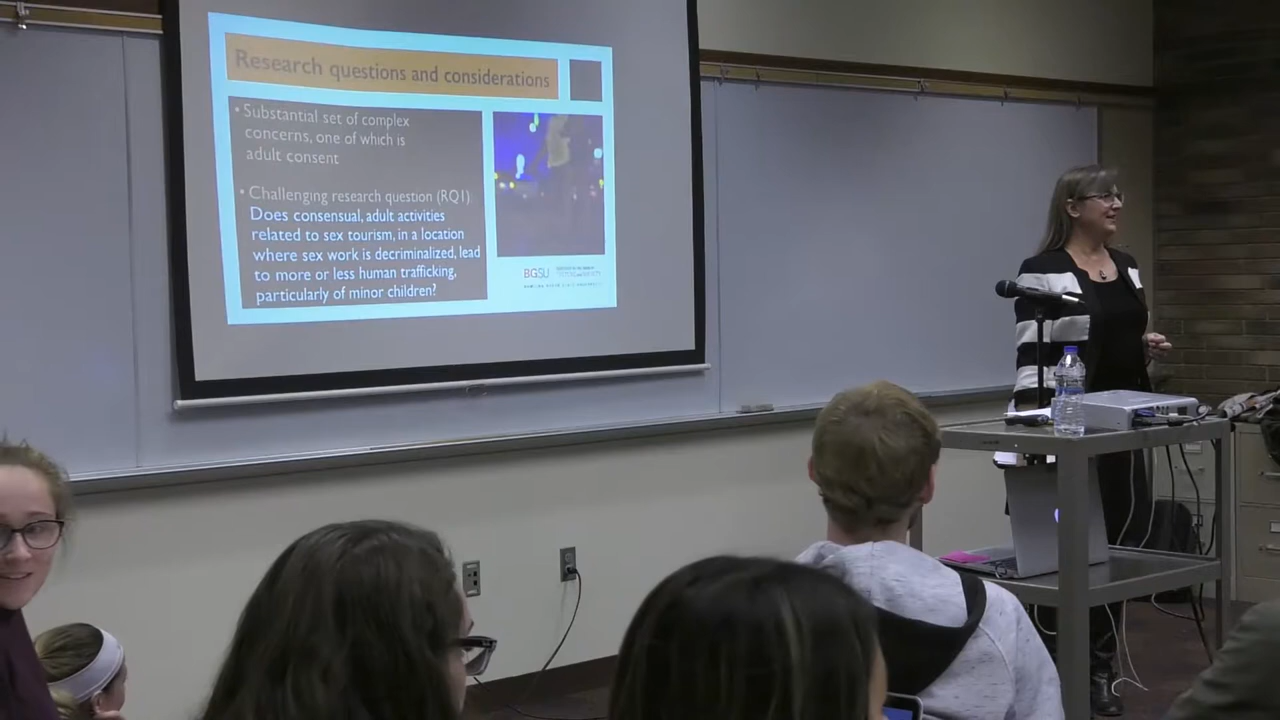 Research questions and considerations
• Substantial set of complex
concerns, one of which is
adult consent
• Challenging research question (RQ1)
Does consensual, adult activities
related to sex tourism, in a location
where sex work is decriminalized, lead
to more or less human trafficking,
particularly of minor children?
BGSU